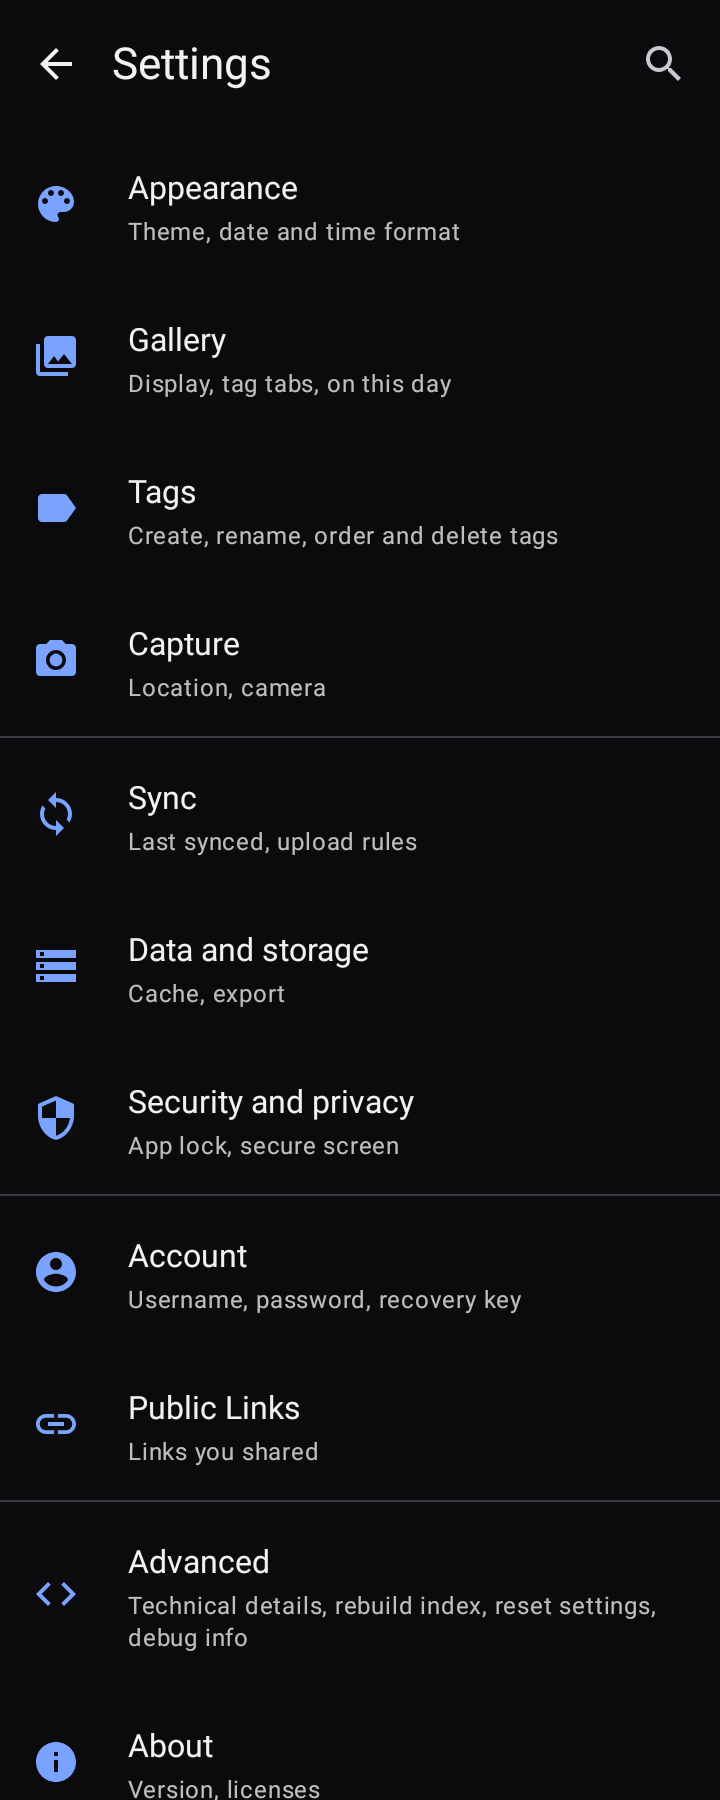 Settings
Appearance
Theme, date and time format
Gallery
Display, tag tabs, on this day
Tags
Create, rename, order and delete tags
Capture
Location, camera
Sync
Last synced, upload rules
Data and storage
Cache, export
Security and privacy
App lock, secure screen
Account
Username, password, recovery key
Public Links
Links you shared
Advanced
Technical details, rebuild index, reset settings,
debug info
About
Version, licenses